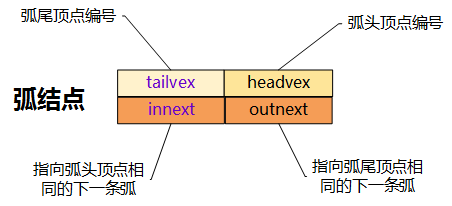 弧尾顶点编号
弧头顶点编号
tailvex
headvex
弧结点
innext
outnext
指向弧头顶点相
同的下一条弧
指向弧尾顶点相
同的下一条弧